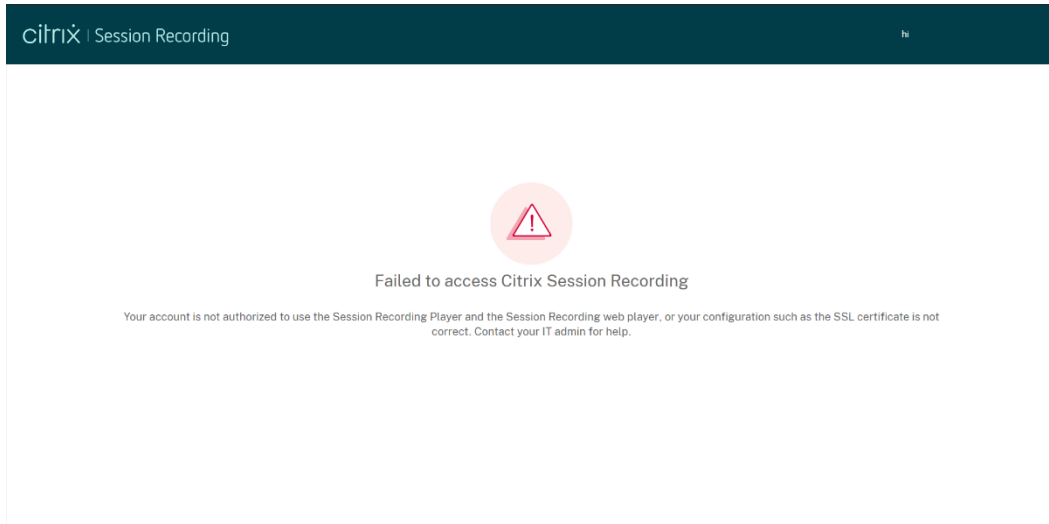 citrix | Session Recording
hi
Failed to access Citrix Session Recording
Your account is not authorized to use the Session Recording Player and the Session Recording web player, or your configuration such as the SSL certificate is not
correct. Contact your IT admin for help.